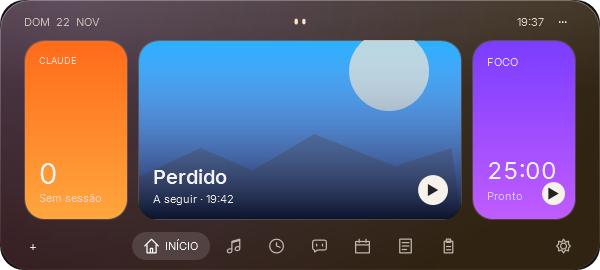 DOM 22 NOV
19:37
CLAUDE
0
Sem sessão
Perdido
A seguir · 19:42
FOCO
25:00
Pronto
INÍCIO